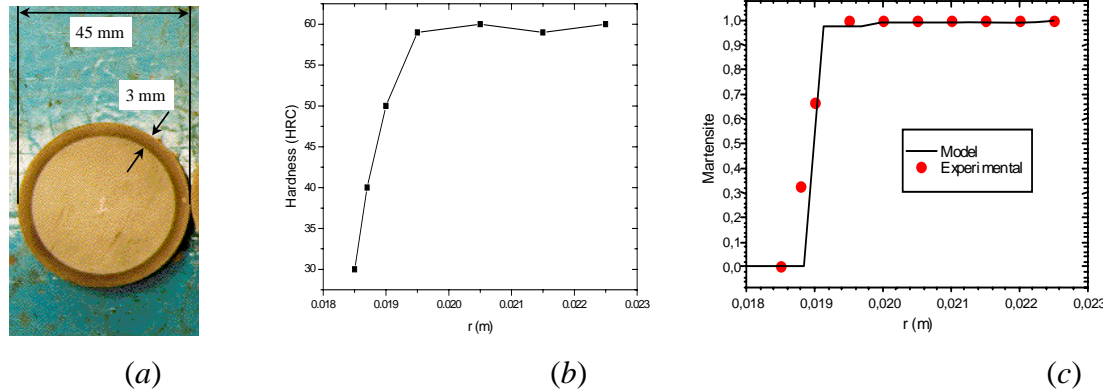 45 mm
3 mm
(a)
60
50
40
30
Hardness (HRC)
0.018 0.019 0.020 0.021 0.022 0.023
r (m)
(b)
1,0
0,9
0,8
0,7
0,6
0,5
0,4
0,3
0,2
0,1
0,0
Martensite
Model
Experimental
0,018 0,019 0,020 0,021 0,022 0,023
r (m)
(c)